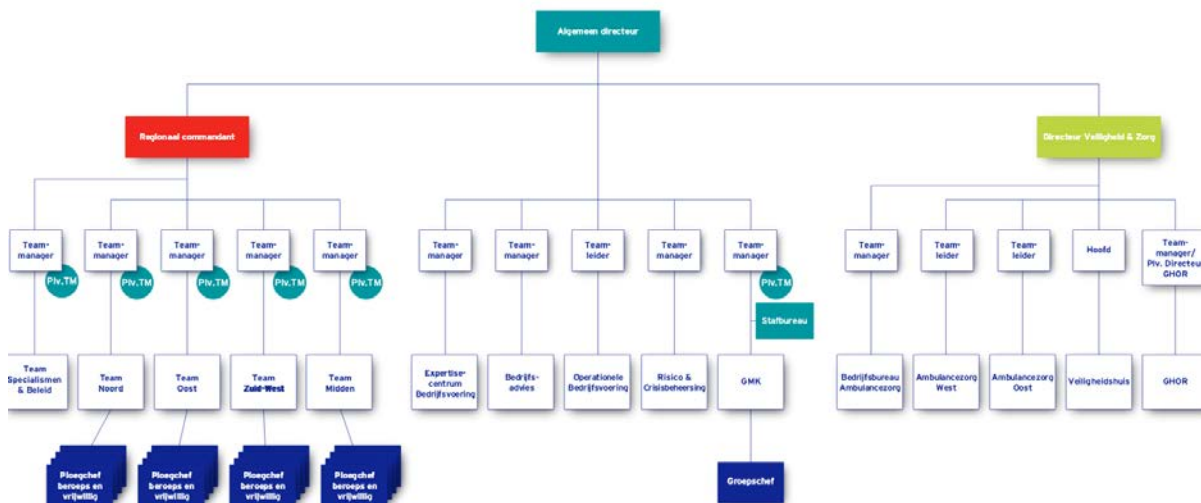 Algemeen directeur
Regionaal commandant
Directeur Veiligheid & Zorg
Team-
manager
Plv.TM
Team-
manager
Plv.TM
Team-
manager
Plv.TM
Team-
manager
Plv.TM
Team-
manager
Plv.TM
Team-
manager
Team-
manager
Team-
leider
Team-
manager
Team-
manager
Plv.TM
Team-
manager
Team-
leider
Team-
leider
Hoofd
Team-
manager/
Plv. Directeur
GHOR
Stafbureau
Team
Specialismen
& Beleid
Team
Noord
Team
Oost
Team
Zuid-West
Team
Midden
Expertise-
centrum
Bedrijfsvoering
Bedrijfs-
advies
Operationele
Bedrijfsvoering
Risico &
Crisisbeheersing
GMK
Bedrijfsbureau
Ambulancezorg
Ambulancezorg
West
Ambulancezorg
Oost
Veiligheidshuis
GHOR
Ploegchef
beroeps en
vrijwillig
Ploegchef
beroeps en
vrijwillig
Ploegchef
beroeps en
vrijwillig
Ploegchef
beroeps en
vrijwillig
Groepschef